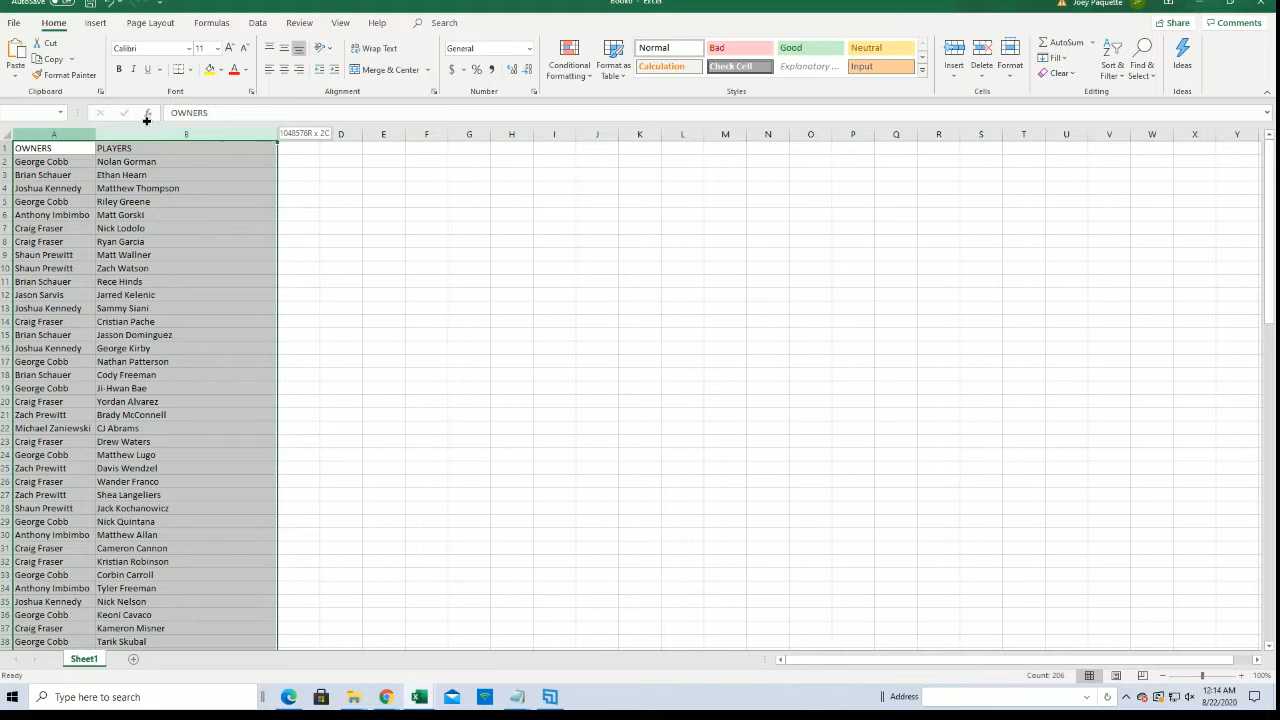 AutoSave
Book6 - Excel
Joey Paquette
JP
File Home Insert Page Layout Formulas Data Review View Help Search Share Comments
Paste Cut Copy Format Painter Clipboard
Calibri 11 A A B I U A Font
Wrap Text Merge & Center Alignment
General $ % , Number
Conditional Formatting Format as Table
Normal Bad Good Neutral
Calculation Check Cell Explanatory ... Input
Styles
Insert Delete Format Cells
AutoSum Fill Clear Sort & Filter Find & Select Editing
Ideas Ideas
fx OWNERS
1048576R x 2C
A B D E F G H I J K L M N O P Q R S T U V W X Y
1 OWNERS PLAYERS
2 George Cobb Nolan Gorman
3 Brian Schauer Ethan Hearn
4 Joshua Kennedy Matthew Thompson
5 George Cobb Riley Greene
6 Anthony Imbimbo Matt Gorski
7 Craig Fraser Nick Lodolo
8 Craig Fraser Ryan Garcia
9 Shaun Prewitt Matt Wallner
10 Shaun Prewitt Zach Watson
11 Brian Schauer Rece Hinds
12 Jason Sarvis Jarred Kelenic
13 Joshua Kennedy Sammy Siani
14 Craig Fraser Cristian Pache
15 Brian Schauer Jasson Dominguez
16 Joshua Kennedy George Kirby
17 George Cobb Nathan Patterson
18 Brian Schauer Cody Freeman
19 George Cobb Ji-Hwan Bae
20 Craig Fraser Yordan Alvarez
21 Zach Prewitt Brady McConnell
22 Michael Zaniewski CJ Abrams
23 Craig Fraser Drew Waters
24 George Cobb Matthew Lugo
25 Zach Prewitt Davis Wendzel
26 Craig Fraser Wander Franco
27 Zach Prewitt Shea Langeliers
28 Shaun Prewitt Jack Kochanowicz
29 George Cobb Nick Quintana
30 Anthony Imbimbo Matthew Allan
31 Craig Fraser Cameron Cannon
32 Craig Fraser Kristian Robinson
33 George Cobb Corbin Carroll
34 Anthony Imbimbo Tyler Freeman
35 Joshua Kennedy Nick Nelson
36 George Cobb Keoni Cavaco
37 Craig Fraser Kameron Misner
38 George Cobb Tarik Skubal
Sheet1
Ready Count: 206 100%
Type here to search Address 12:14 AM
8/22/2020